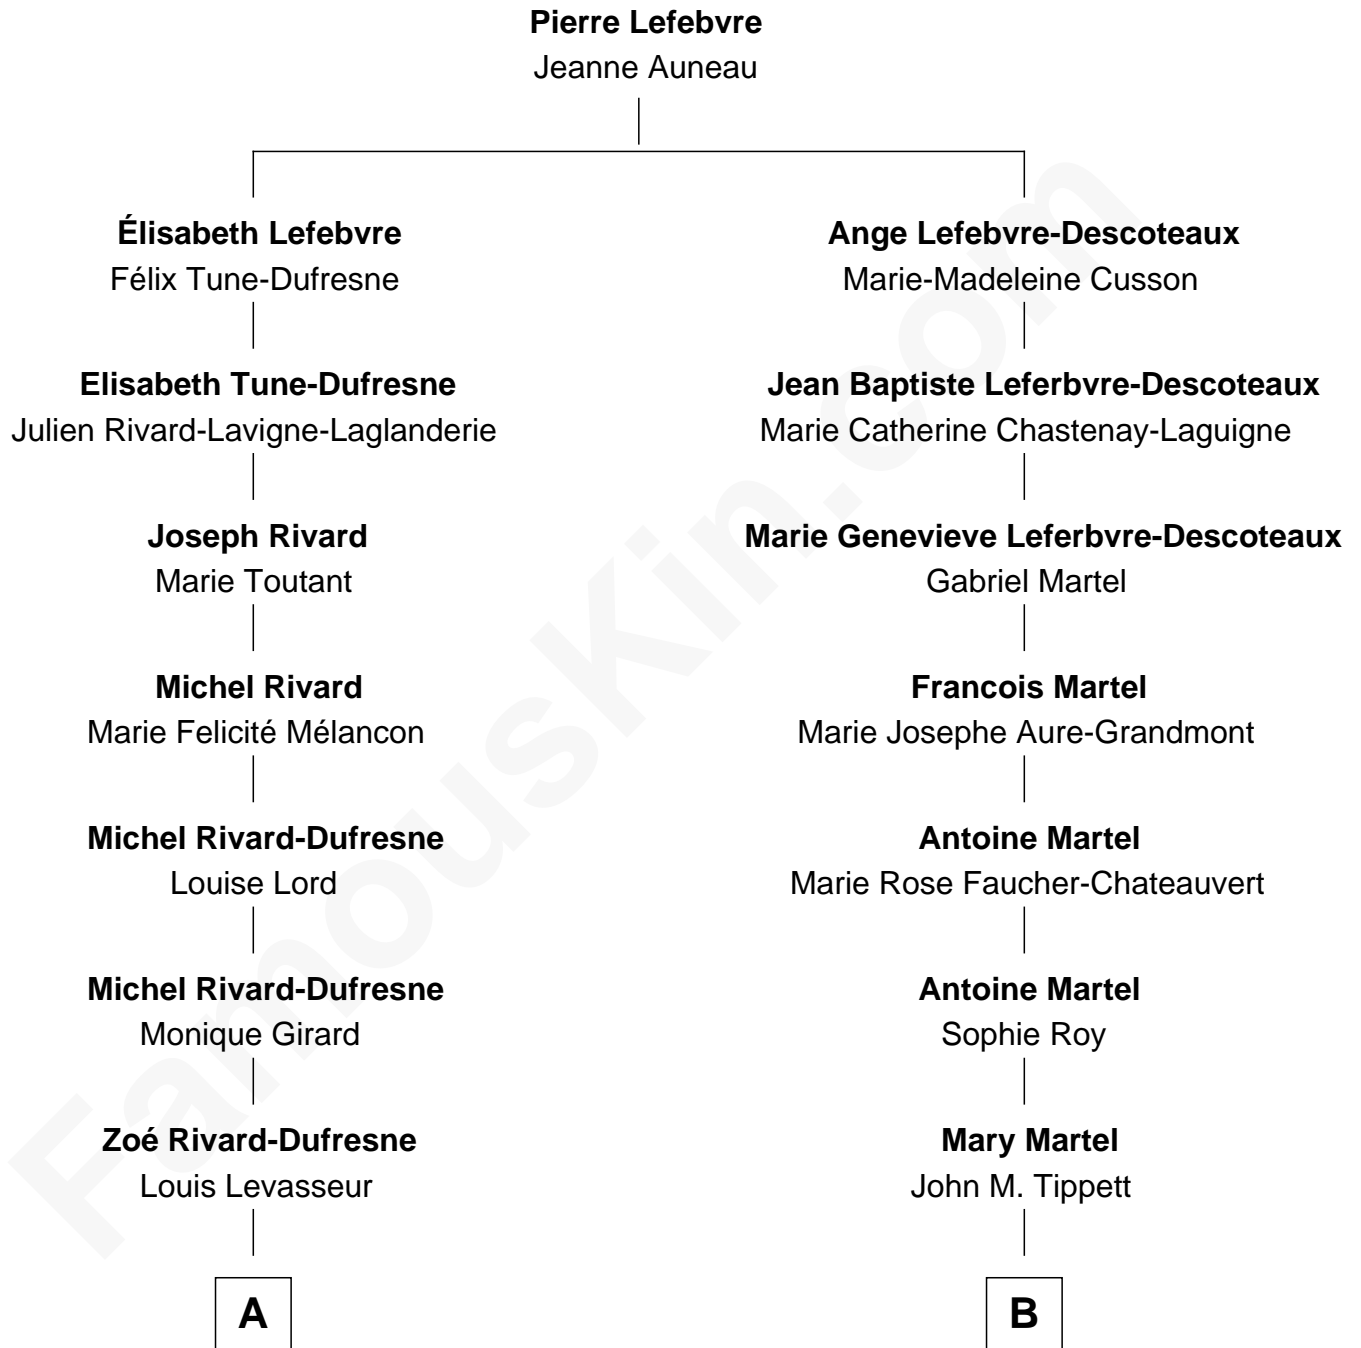 Pierre Lefebvre
Jeanne Auneau
Élisabeth Lefebvre
Félix Tune-Dufresne
Elisabeth Tune-Dufresne
Julien Rivard-Lavigne-Laglanderie
Joseph Rivard
Marie Toutant
Michel Rivard
Marie Felicité Mélancon
Michel Rivard-Dufresne
Louise Lord
Michel Rivard-Dufresne
Monique Girard
Zoé Rivard-Dufresne
Louis Levasseur
A
Ange Lefebvre-Descoteaux
Marie-Madeleine Cusson
Jean Baptiste Leferbvre-Descoteaux
Marie Catherine Chastenay-Laguigne
Marie Genevieve Leferbvre-Descoteaux
Gabriel Martel
Francois Martel
Marie Josephe Aure-Grandmont
Antoine Martel
Marie Rose Faucher-Chateauvert
Antoine Martel
Sophie Roy
Mary Martel
John M. Tippett
B
FamousKin.com